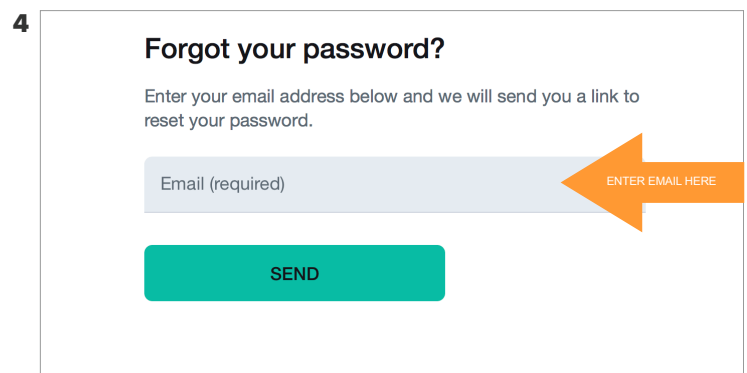 4
Forgot your password?
Enter your email address below and we will send you a link to
reset your password.
Email (required)
ENTER EMAIL HERE
SEND